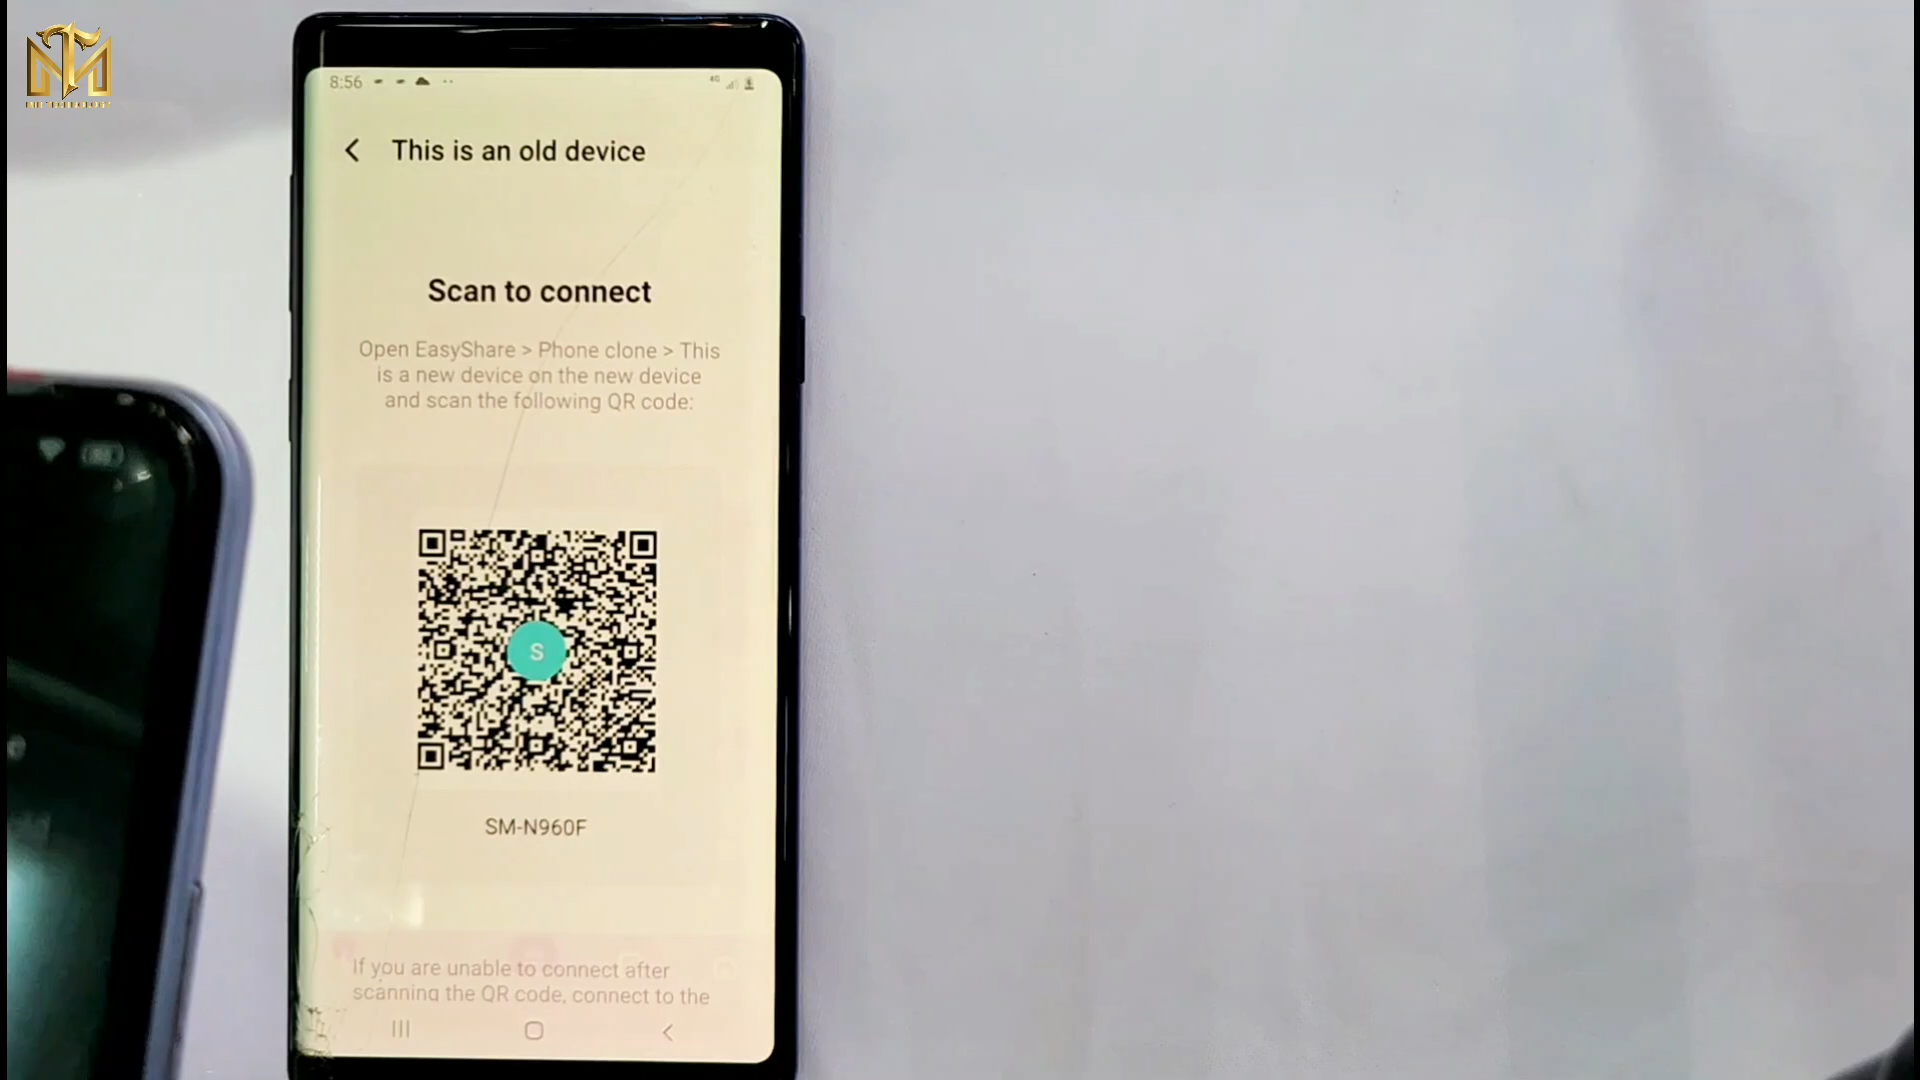 8:56
4G
This is an old device
Scan to connect
Open EasyShare > Phone clone > This
is a new device on the new device
and scan the following QR code:
S
SM-N960F
If you are unable to connect after
scanning the QR code, connect to the